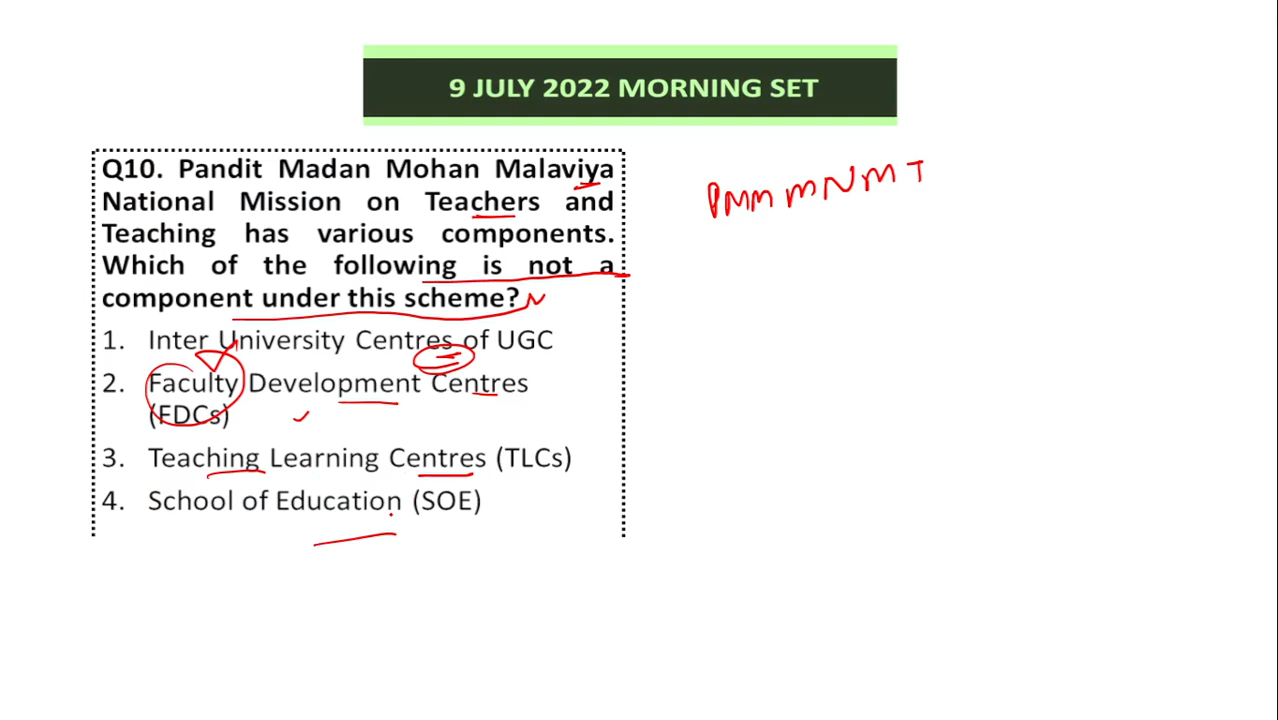 9 JULY 2022 MORNING SET
Q10. Pandit Madan Mohan Malaviya
National Mission on Teachers and
Teaching has various components.
Which of the following is not a
component under this scheme?
1. Inter University Centres of UGC
2. Faculty Development Centres
(FDCs)
3. Teaching Learning Centres (TLCs)
4. School of Education (SOE)
PMMMNMT